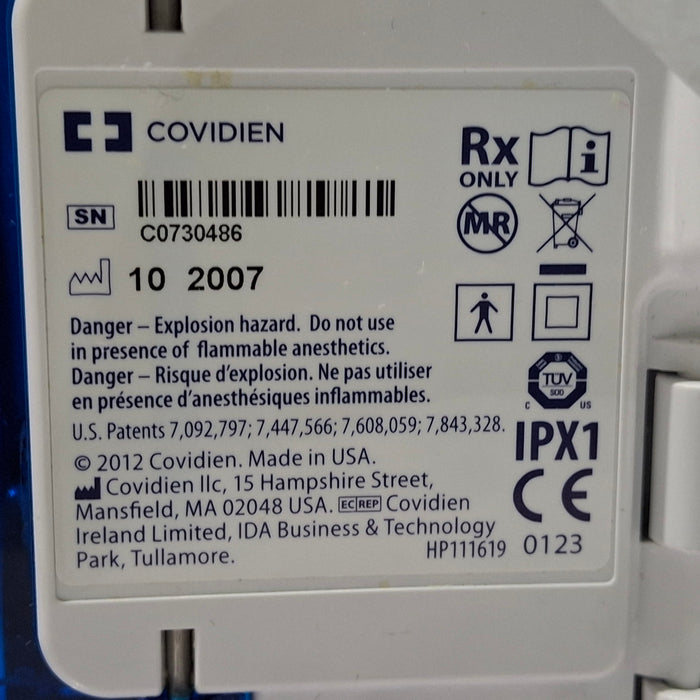 COVIDIEN
Rx
ONLY
i
SN
C0730486
MR
10 2007
Danger – Explosion hazard. Do not use
in presence of flammable anesthetics.
Danger – Risque d'explosion. Ne pas utiliser
en présence d'anesthésiques inflammables.
TÜV
SÜD
C US
U.S. Patents 7,092,797; 7,447,566; 7,608,059; 7,843,328.
IPX1
© 2012 Covidien. Made in USA.
Covidien llc, 15 Hampshire Street,
Mansfield, MA 02048 USA. EC REP Covidien
Ireland Limited, IDA Business & Technology
Park, Tullamore.
HP111619
CE
0123